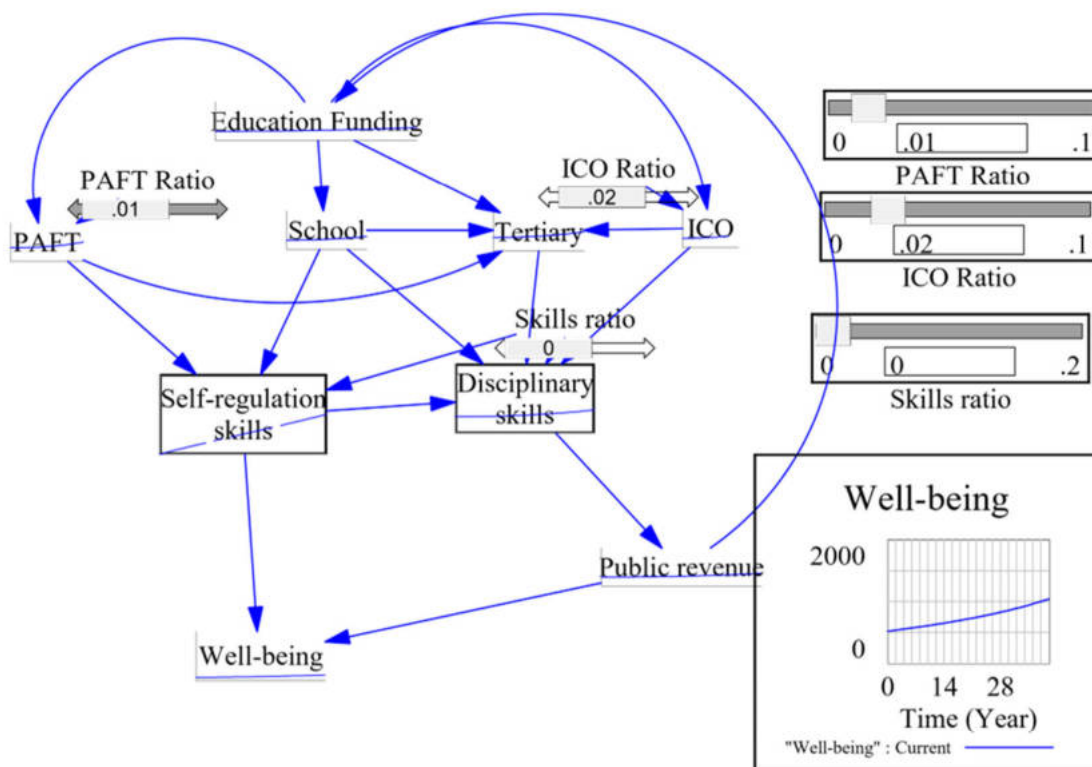 Education Funding
PAFT Ratio
.01
ICO Ratio
.02
PAFT
School
Tertiary
ICO
Skills ratio
0
Self-regulation
skills
Disciplinary
skills
Public revenue
Well-being
0
.01
.1
PAFT Ratio
0
.02
.1
ICO Ratio
0
0
.2
Skills ratio
Well-being
2000
0
0
14
28
Time (Year)
"Well-being" : Current